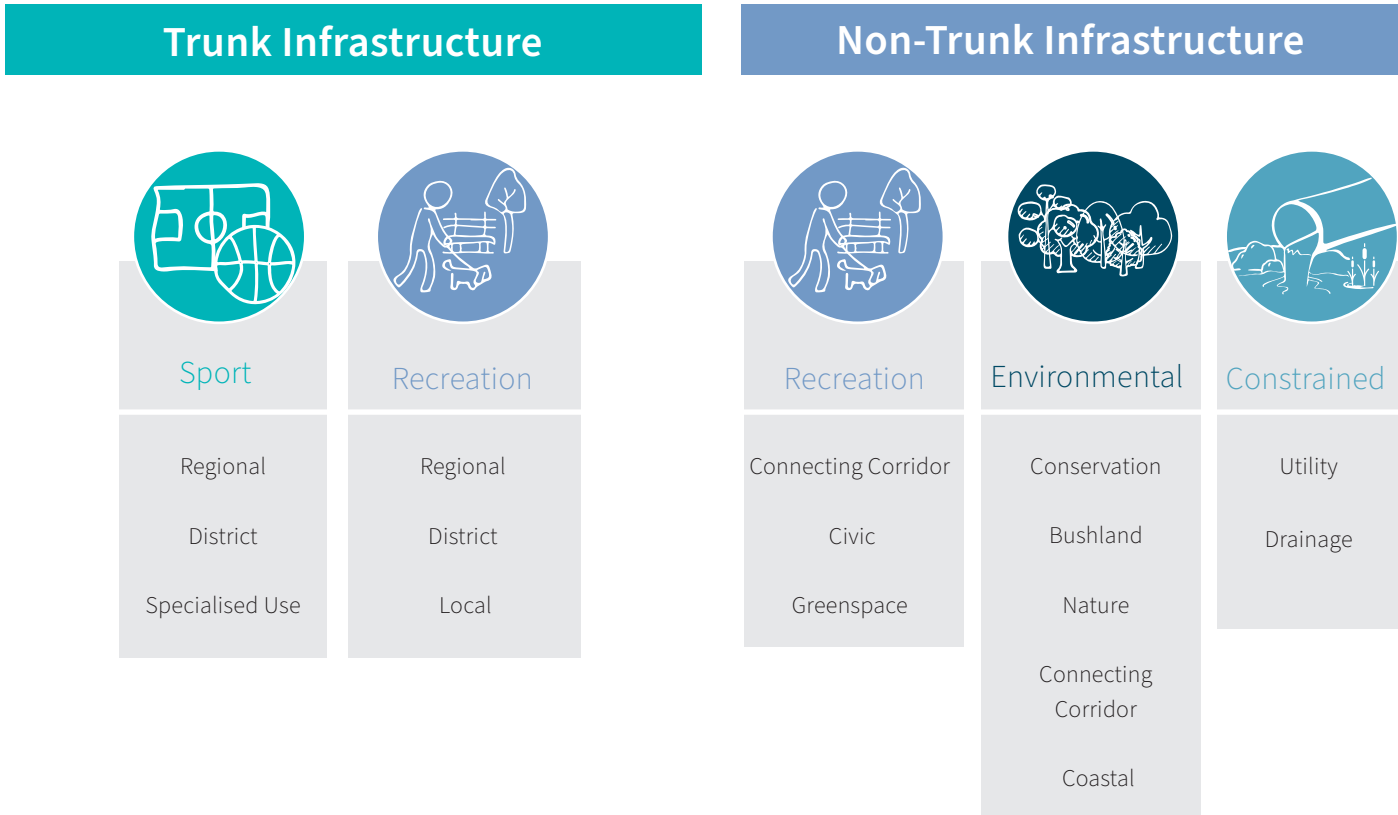 Trunk Infrastructure
Non-Trunk Infrastructure
Sport
Regional
District
Specialised Use
Recreation
Regional
District
Local
Recreation
Connecting Corridor
Civic
Greenspace
Environmental
Conservation
Bushland
Nature
Connecting
Corridor
Coastal
Constrained
Utility
Drainage